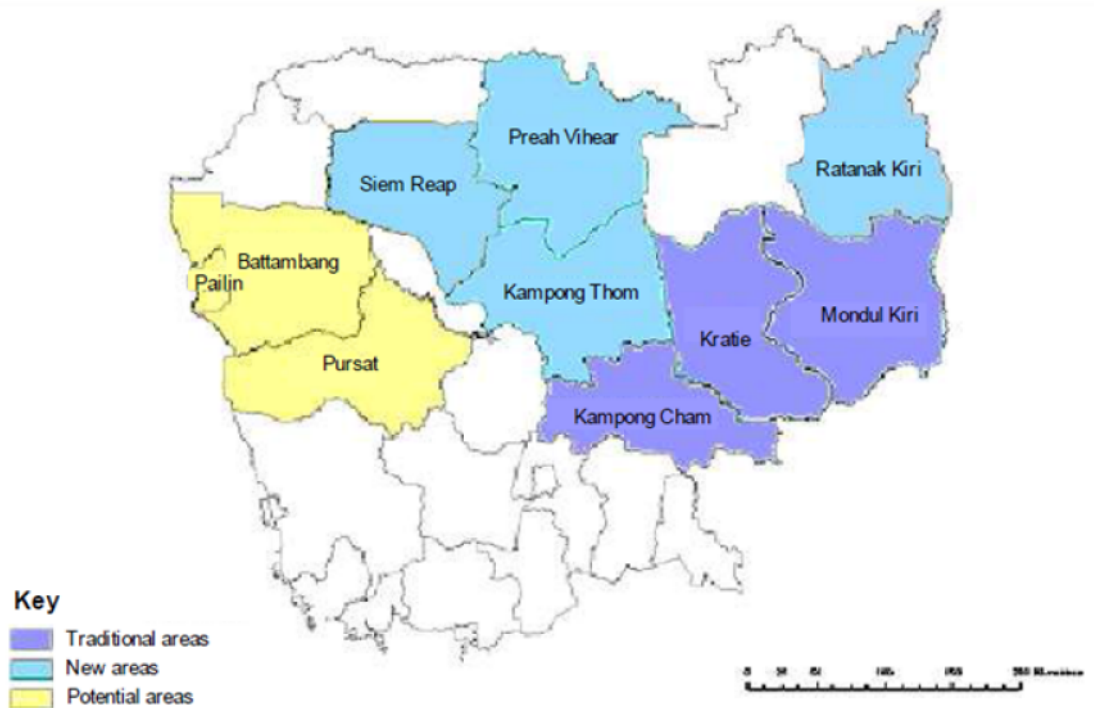 Preah Vihear
Ratanak Kiri
Siem Reap
Battambang
Pailin
Kampong Thom
Mondul Kiri
Kratie
Pursat
Kampong Cham
Key
Traditional areas
New areas
Potential areas